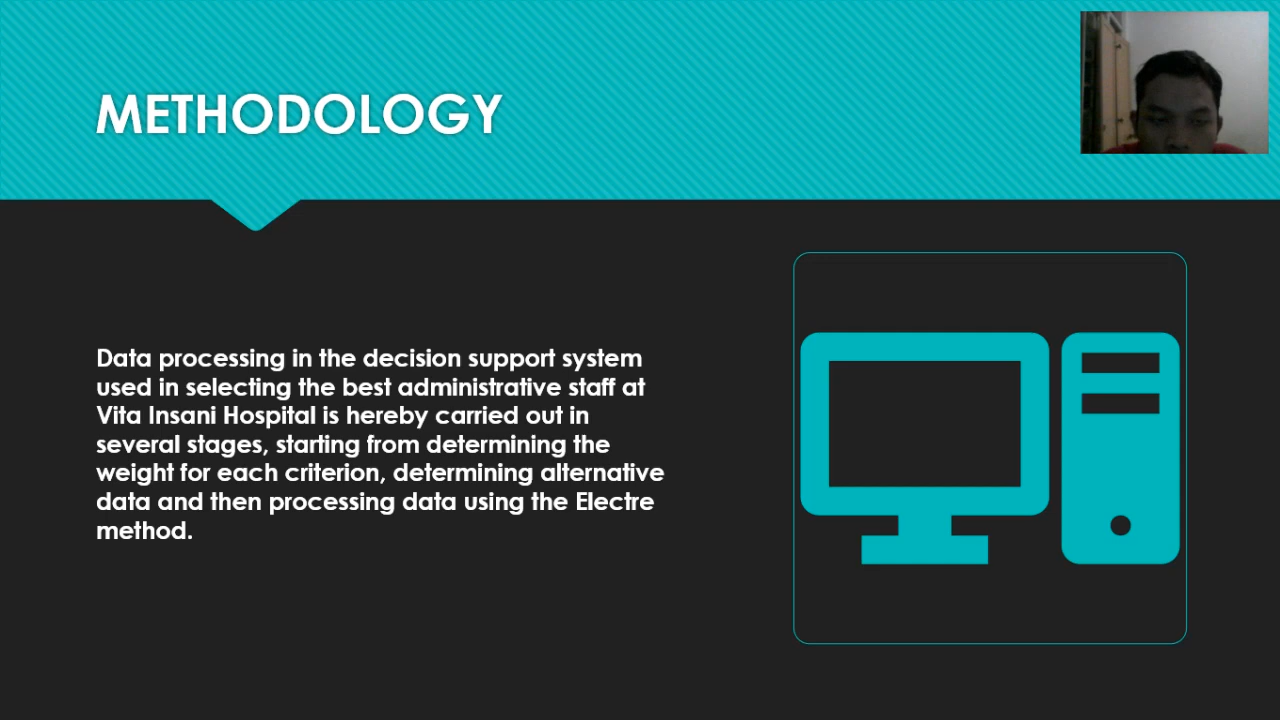 METHODOLOGY
Data processing in the decision support system
used in selecting the best administrative staff at
Vita Insani Hospital is hereby carried out in
several stages, starting from determining the
weight for each criterion, determining alternative
data and then processing data using the Electre
method.